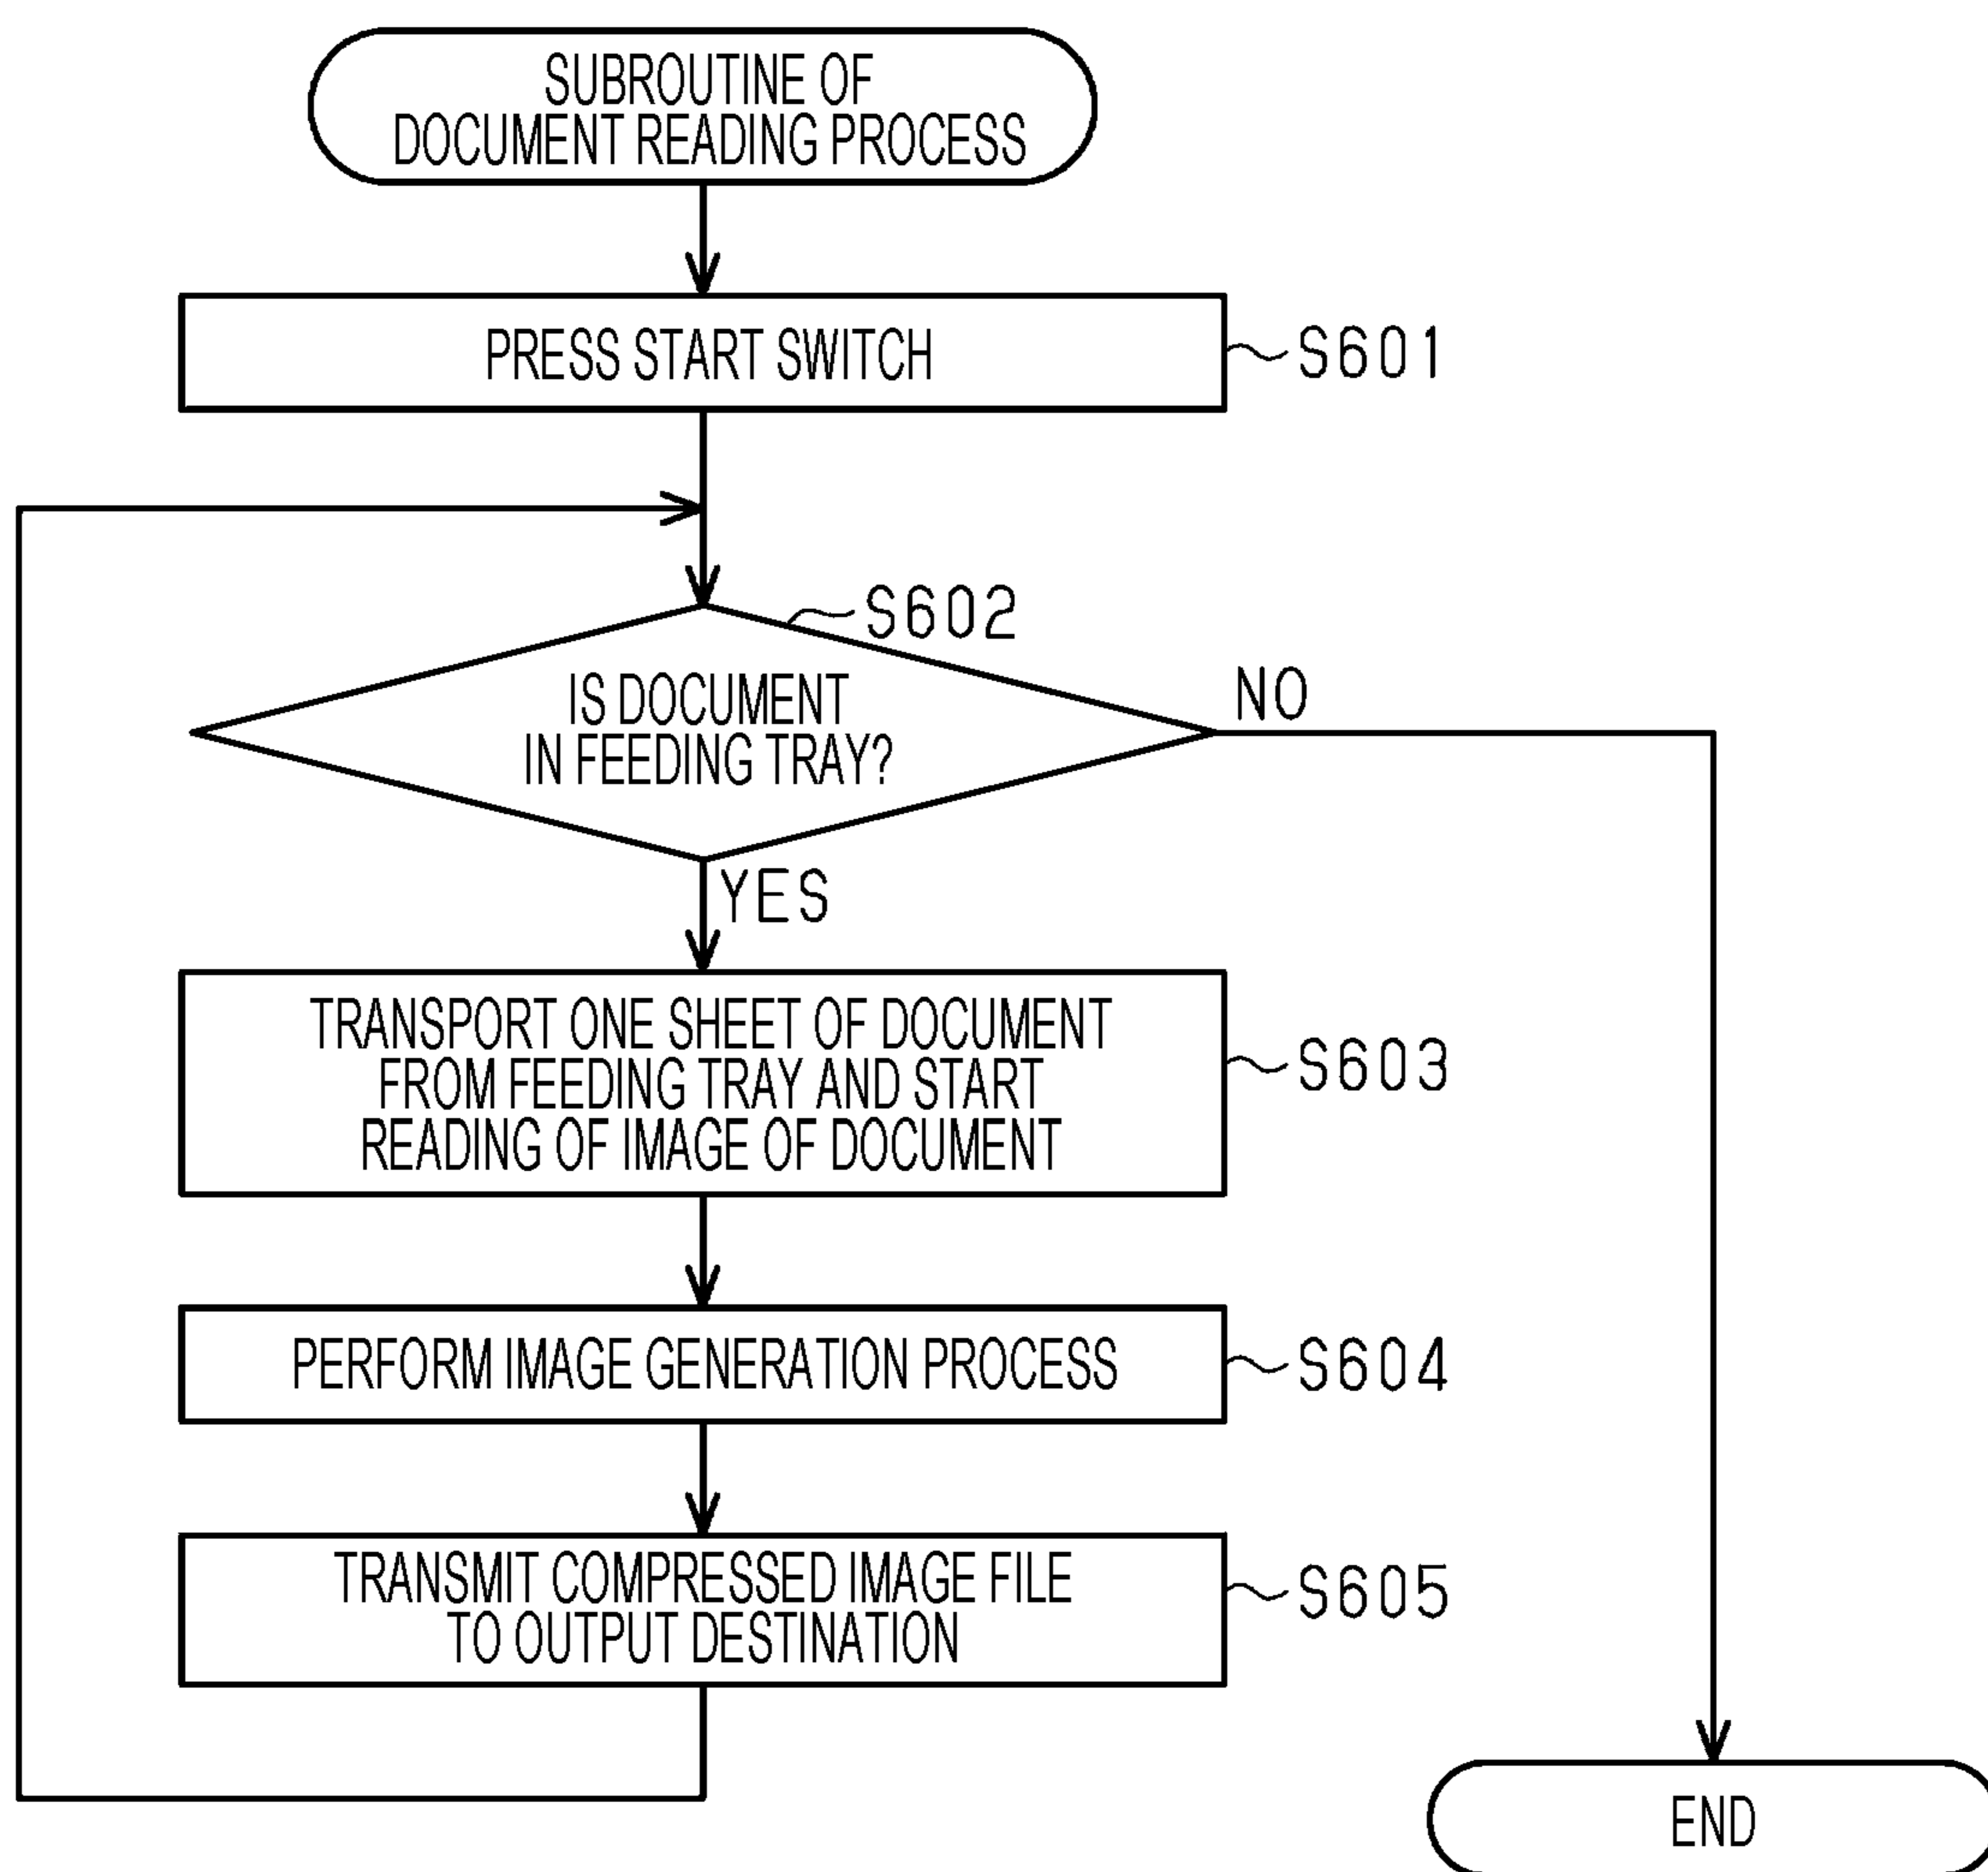 SUBROUTINE OF
DOCUMENT READING PROCESS
PRESS START SWITCH
S601
S602
IS DOCUMENT
IN FEEDING TRAY?
NO
YES
TRANSPORT ONE SHEET OF DOCUMENT
FROM FEEDING TRAY AND START
READING OF IMAGE OF DOCUMENT
S603
PERFORM IMAGE GENERATION PROCESS
S604
TRANSMIT COMPRESSED IMAGE FILE
TO OUTPUT DESTINATION
S605
END